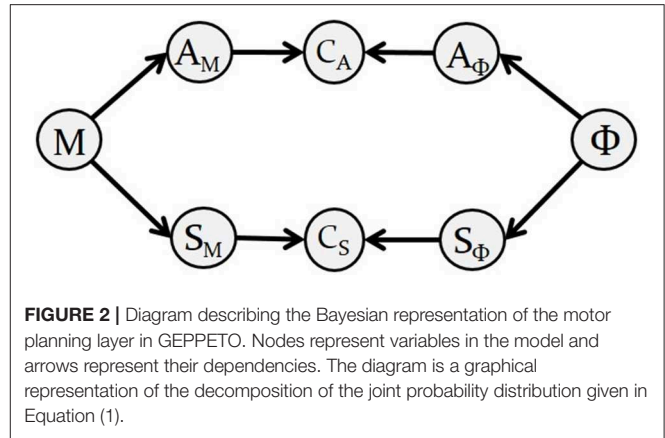 A_M C_A A_Φ
M Φ
S_M C_S S_Φ
FIGURE 2 | Diagram describing the Bayesian representation of the motor
planning layer in GEPPETO. Nodes represent variables in the model and
arrows represent their dependencies. The diagram is a graphical
representation of the decomposition of the joint probability distribution given in
Equation (1).